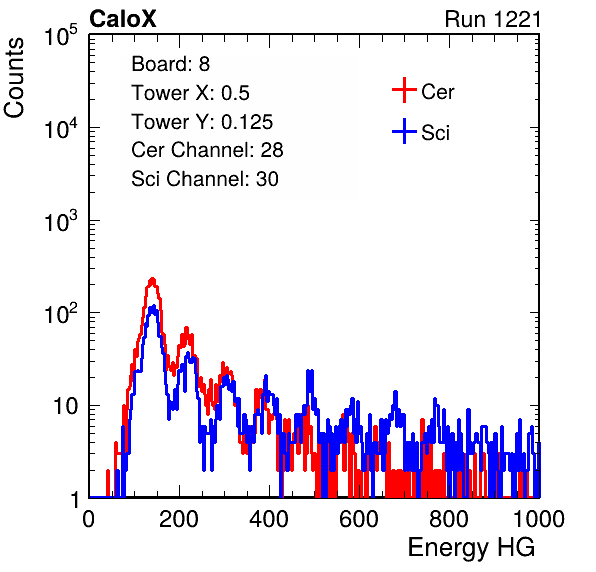 CaloX Run 1221
Counts
10^5
10^4
10^3
10^2
10
1
Board: 8
Tower X: 0.5
Tower Y: 0.125
Cer Channel: 28
Sci Channel: 30
Cer
Sci
0 200 400 600 800 1000
Energy HG